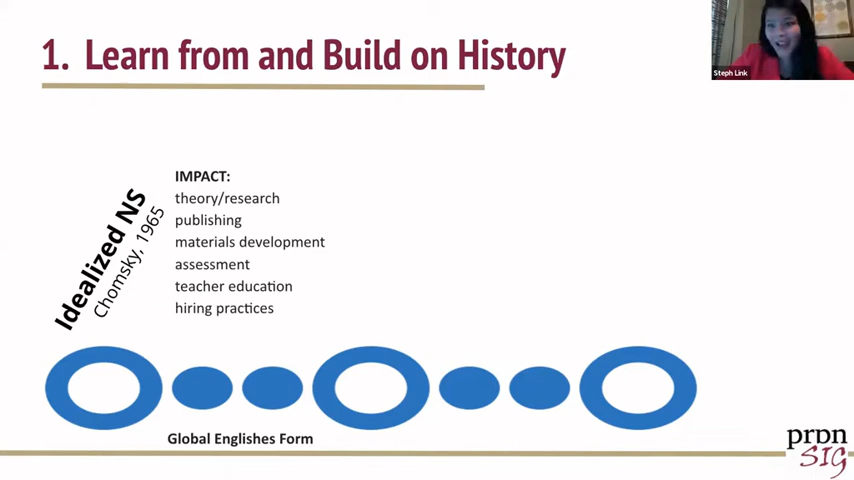 1. Learn from and Build on History
Steph Link
Idealized NS
Chomsky, 1965
IMPACT:
theory/research
publishing
materials development
assessment
teacher education
hiring practices
Global Englishes Form
prɒn
SIG